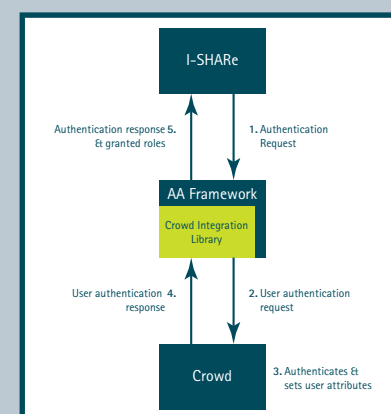 I-SHARe
Authentication response 5.
& granted roles
1. Authentication
Request
AA Framework
Crowd Integration
Library
User authentication 4.
response
2. User authentication
request
Crowd
3. Authenticates &
sets user attributes